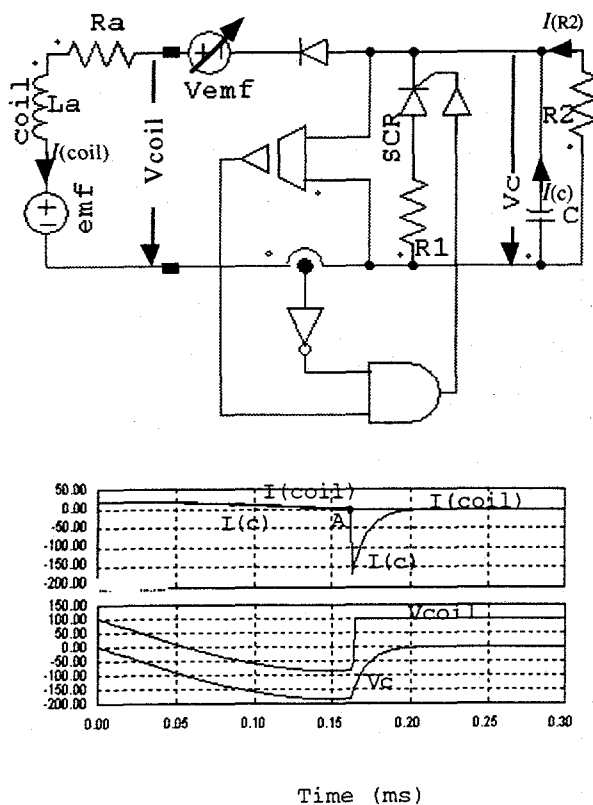 I(R2)
Ra
Vemf
coil
La
I(coil)
Vcoil
emf
SCR
R1
Vc
R2
I(c)
C
50.00
0.00
-50.00
-100.00
-150.00
-200.00
I(coil)
I(c)
A
I(coil)
I(c)
150.00
100.00
50.00
0.00
-50.00
-100.00
-150.00
-200.00
Vcoil
Vc
0.00 0.05 0.10 0.15 0.20 0.25 0.30
Time (ms)